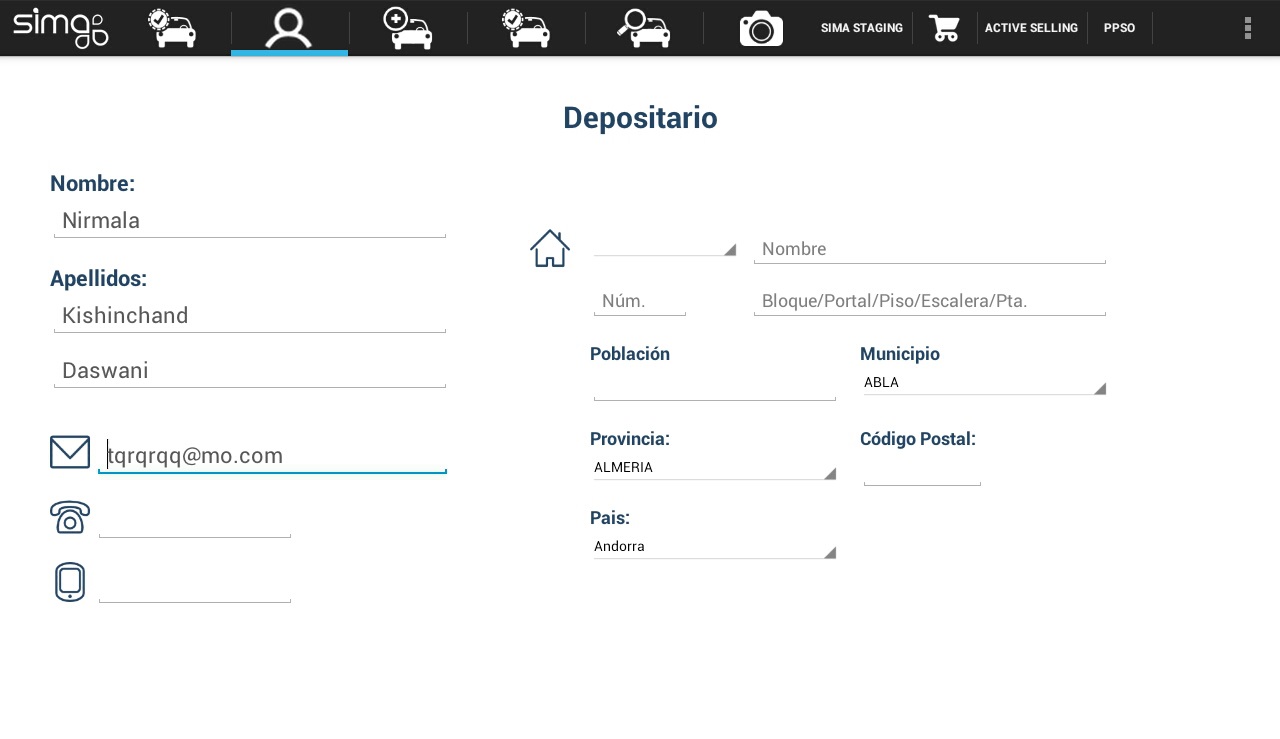 sima
SIMA STAGING
ACTIVE SELLING
PPSO
Depositario
Nombre:
Nirmala
Apellidos:
Kishinchand
Daswani
tqrqrqq@mo.com
Nombre
Núm.
Bloque/Portal/Piso/Escalera/Pta.
Población
Municipio
ABLA
Provincia:
ALMERIA
Código Postal:
Pais:
Andorra